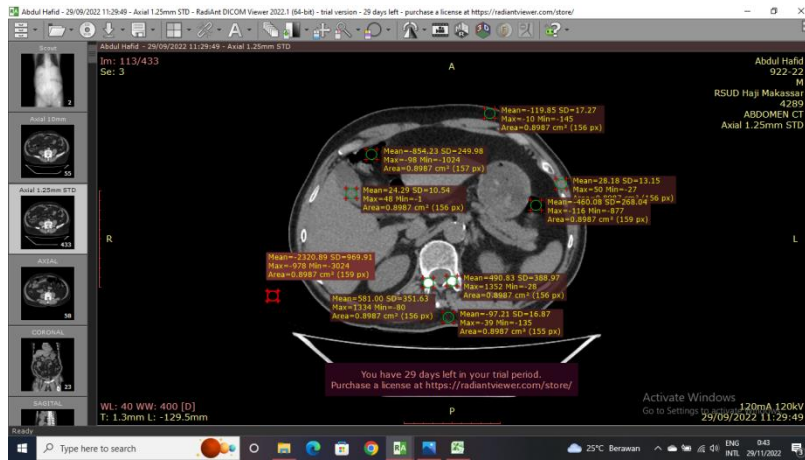 Abdul Hafid - 29/09/2022 11:29:49 - Axial 1.25mm STD - RadiAnt DICOM Viewer 2022.1 (64-bit) - trial version - 29 days left - purchase a license at https://radiantviewer.com/store/
Scout
2
Axial 10mm
55
Axial 1.25mm STD
433
AXIAL
58
CORONAL
23
SAGITAL
Abdul Hafid - 29/09/2022 11:29:49 - Axial 1.25mm STD
Im: 113/433
Se: 3
A
Abdul Hafid
922-22
M
RSUD Haji Makassar
4289
ABDOMEN CT
Axial 1.25mm STD
Mean=-119.85 SD=17.27
Max=-10 Min=-145
Area=0.8987 cm² (156 px)
Mean=-854.23 SD=249.98
Max=-98 Min=-1024
Area=0.8987 cm² (157 px)
Mean=24.29 SD=10.54
Max=48 Min=-1
Area=0.8987 cm² (156 px)
Mean=28.18 SD=13.15
Max=50 Min=-27
Mean=-460.08 SD=268.04
Max=-116 Min=-877
Area=0.8987 cm² (159 px)
R
L
Mean=-2320.89 SD=969.91
Max=-978 Min=-3024
Area=0.8987 cm² (159 px)
Mean=490.83 SD=388.97
Max=1352 Min=-28
Area=0.8987 cm² (156 px)
Mean=581.00 SD=351.63
Max=1334 Min=-80
Area=0.8987 cm² (156 px)
Mean=-97.21 SD=16.87
Max=-39 Min=-135
Area=0.8987 cm² (155 px)
You have 29 days left in your trial period.
Purchase a license at https://radiantviewer.com/store/
WL: 40 WW: 400 [D]
T: 1.3mm L: -129.5mm
P
Activate Windows
Go to Settings to activate
120mA 120kV
29/09/2022 11:29:49
Ready
Type here to search
25°C Berawan
ENG
INTL
0:43
29/11/2022